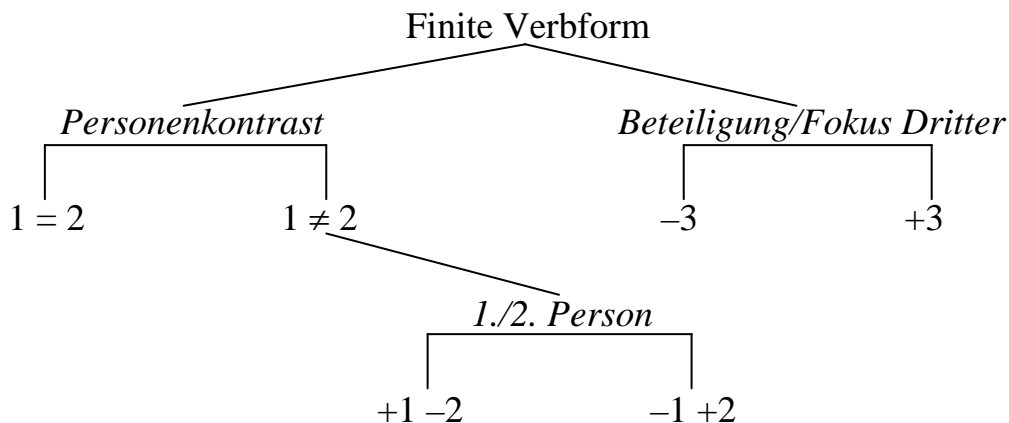 Finite Verbform
Personenkontrast Beteiligung/Fokus Dritter
1 = 2 1 ≠ 2 –3 +3
1./2. Person
+1 –2 –1 +2